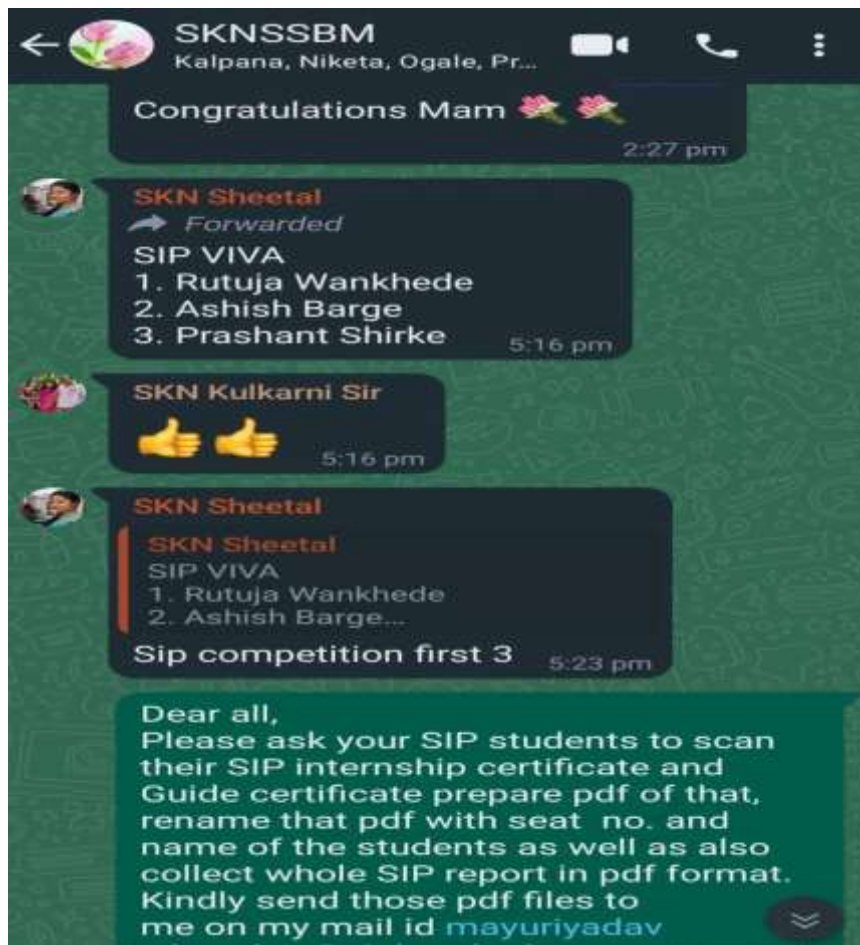 SKNSSBM
Kalpana, Niketa, Ogale, Pr...
Congratulations Mam
2:27 pm
SKN Sheetal
Forwarded
SIP VIVA
1. Rutuja Wankhede
2. Ashish Barge
3. Prashant Shirke
5:16 pm
SKN Kulkarni Sir
5:16 pm
SKN Sheetal
SKN Sheetal
SIP VIVA
1. Rutuja Wankhede
2. Ashish Barge...
Sip competition first 3
5:23 pm
Dear all,
Please ask your SIP students to scan
their SIP internship certificate and
Guide certificate prepare pdf of that,
rename that pdf with seat no. and
name of the students as well as also
collect whole SIP report in pdf format.
Kindly send those pdf files to
me on my mail id mayuriyadav